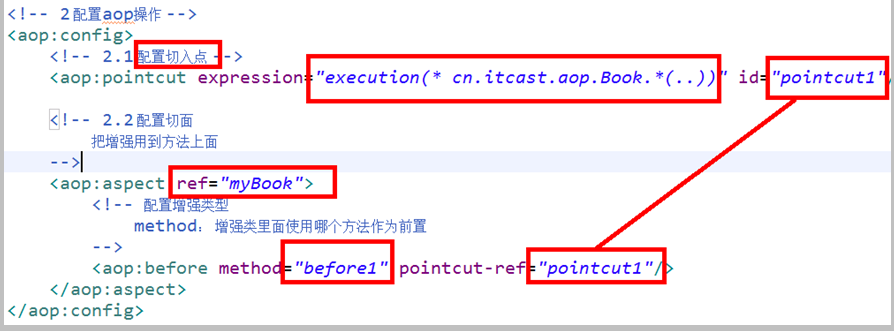 <!-- 2 配置aop操作 -->
<aop:config>
<!-- 2.1 配置切入点 -->
<aop:pointcut expression="execution(* cn.itcast.aop.Book.*(..))" id="pointcut1"/
<!-- 2.2 配置切面
把增强用到方法上面
-->
<aop:aspect ref="myBook">
<!-- 配置增强类型
method: 增强类里面使用哪个方法作为前置
-->
<aop:before method="before1" pointcut-ref="pointcut1"/>
</aop:aspect>
</aop:config>